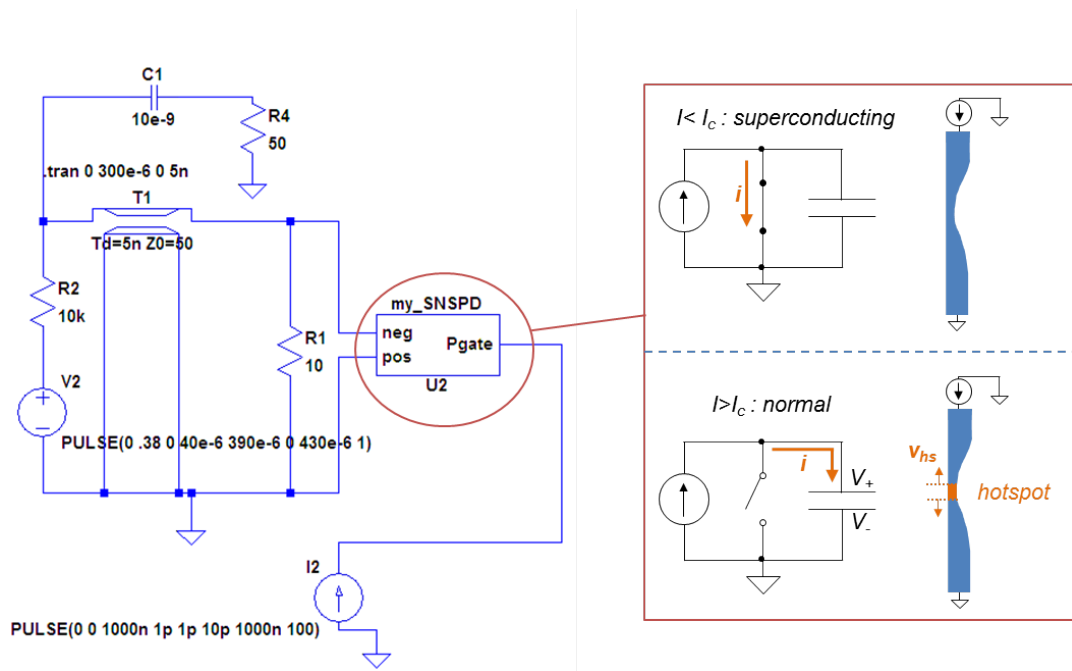 C1
10e-9
R4
50
.tran 0 300e-6 0 5n
T1
Td=5n Z0=50
R2
10k
my_SNSPD
neg
pos
Pgate
U2
R1
10
V2
PULSE(0 .38 0 40e-6 390e-6 0 430e-6 1)
I2
PULSE(0 0 1000n 1p 1p 10p 1000n 100)
I< Ic : superconducting
i
I>Ic : normal
i
V+
V-
vhs
hotspot